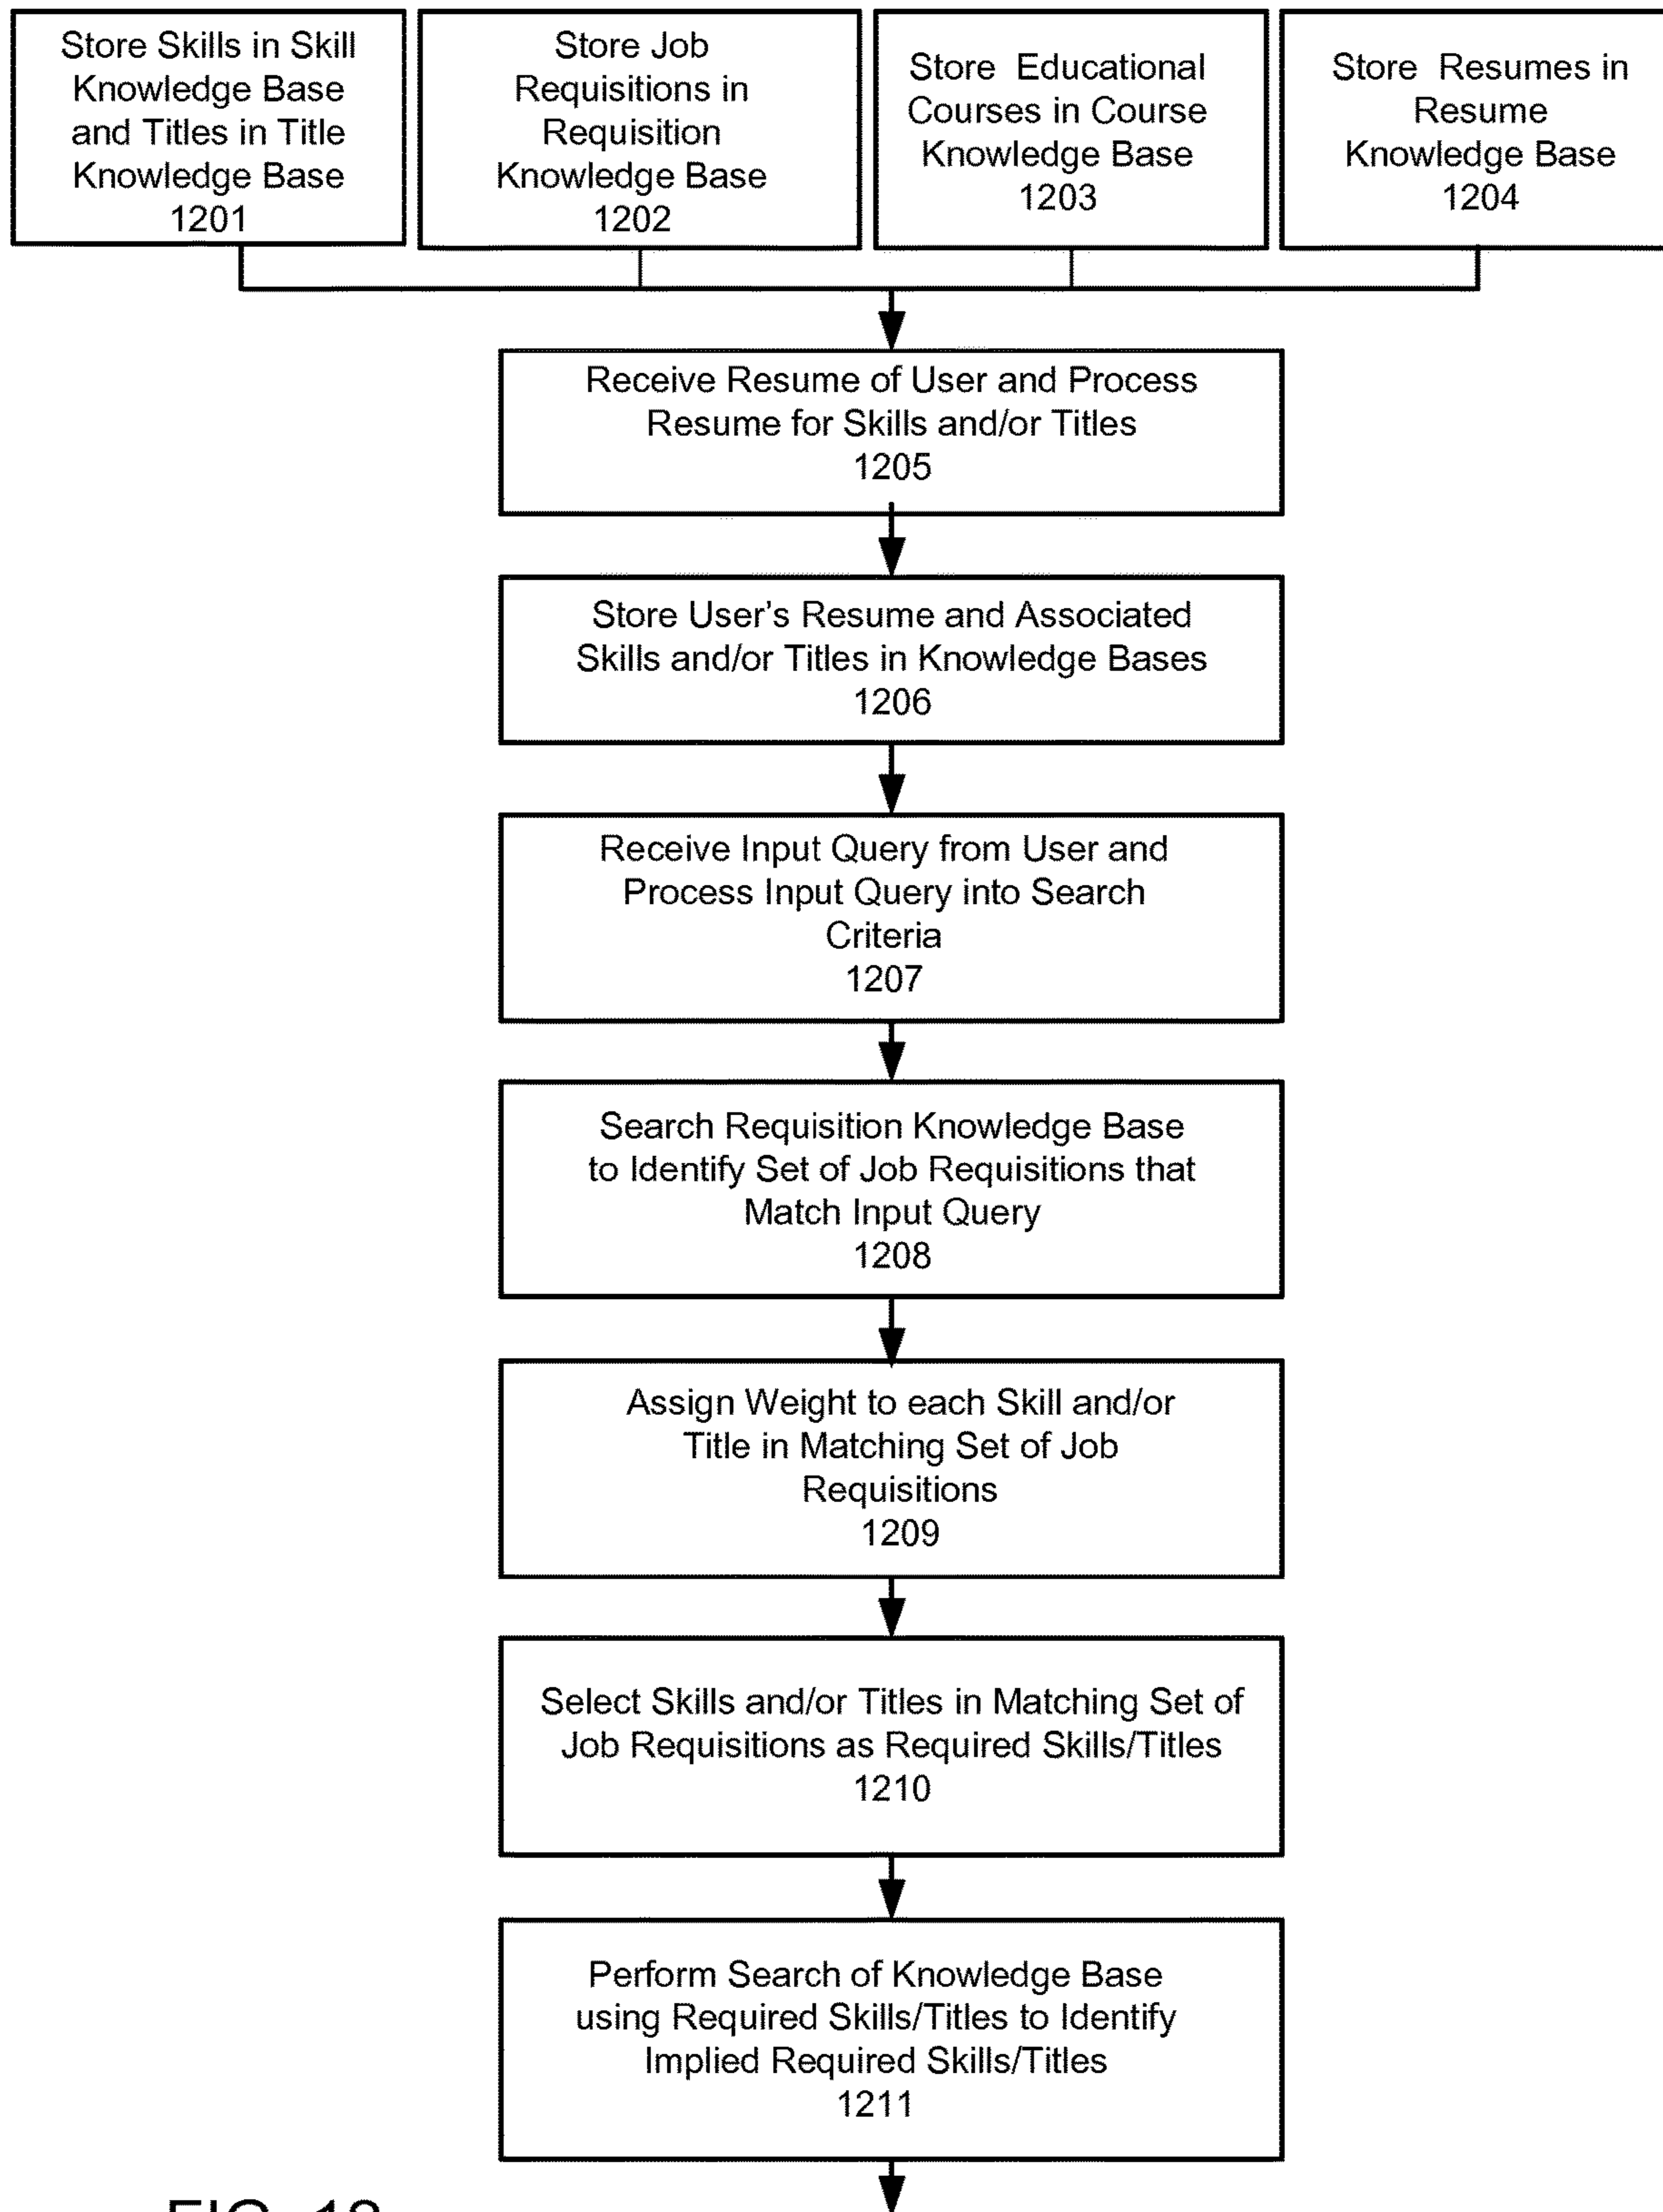 Store Skills in Skill
Knowledge Base
and Titles in Title
Knowledge Base
1201
Store Job
Requisitions in
Requisition
Knowledge Base
1202
Store Educational
Courses in Course
Knowledge Base
1203
Store Resumes in
Resume
Knowledge Base
1204
Receive Resume of User and Process
Resume for Skills and/or Titles
1205
Store User's Resume and Associated
Skills and/or Titles in Knowledge Bases
1206
Receive Input Query from User and
Process Input Query into Search
Criteria
1207
Search Requisition Knowledge Base
to Identify Set of Job Requisitions that
Match Input Query
1208
Assign Weight to each Skill and/or
Title in Matching Set of Job
Requisitions
1209
Select Skills and/or Titles in Matching Set of
Job Requisitions as Required Skills/Titles
1210
Perform Search of Knowledge Base
using Required Skills/Titles to Identify
Implied Required Skills/Titles
1211
FIG.